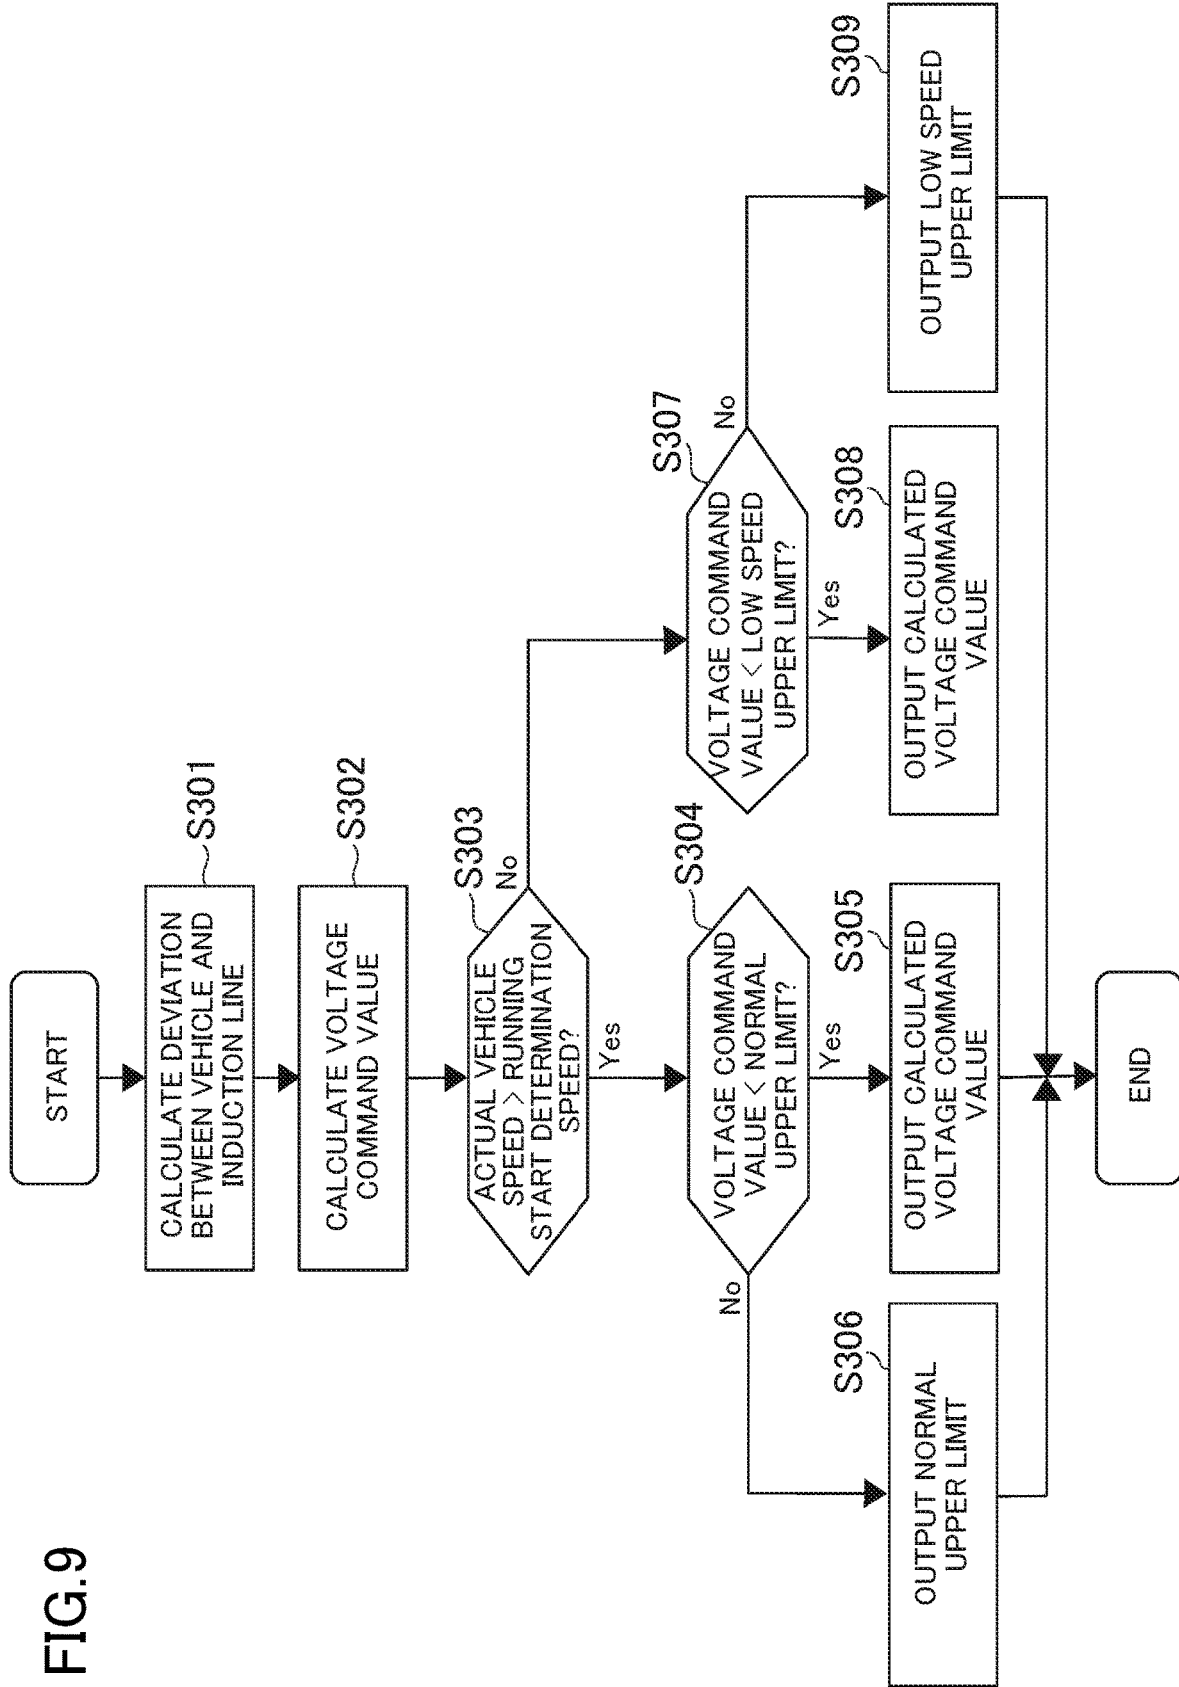 FIG.9
START
CALCULATE DEVIATION
BETWEEN VEHICLE AND
INDUCTION LINE
S301
CALCULATE VOLTAGE
COMMAND VALUE
S302
ACTUAL VEHICLE
SPEED > RUNNING
START DETERMINATION
SPEED?
S303
No
Yes
VOLTAGE COMMAND
VALUE < NORMAL
UPPER LIMIT?
S304
No
Yes
VOLTAGE COMMAND
VALUE < LOW SPEED
UPPER LIMIT?
S307
No
Yes
OUTPUT NORMAL
UPPER LIMIT
S306
OUTPUT CALCULATED
VOLTAGE COMMAND
VALUE
S305
OUTPUT CALCULATED
VOLTAGE COMMAND
VALUE
S308
OUTPUT LOW SPEED
UPPER LIMIT
S309
END